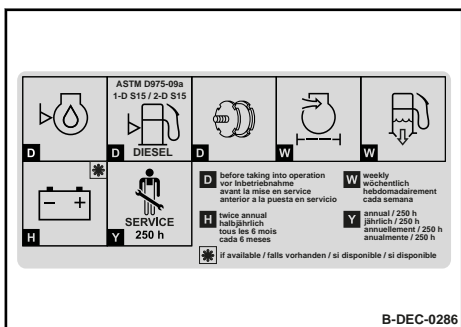 ASTM D975-09a
1-D S15 / 2-D S15
D
D DIESEL
D
W
W
− +
H
SERVICE
250 h
Y
D before taking into operation
vor Inbetriebnahme
avant la mise en service
anterior a la puesta en servicio
W weekly
wöchentlich
hebdomadairement
cada semana
H twice annual
halbjährlich
tous les 6 mois
cada 6 meses
Y annual / 250 h
jährlich / 250 h
annuellement / 250 h
anualmente / 250 h
if available / falls vorhanden / si disponible / si disponible
B-DEC-0286